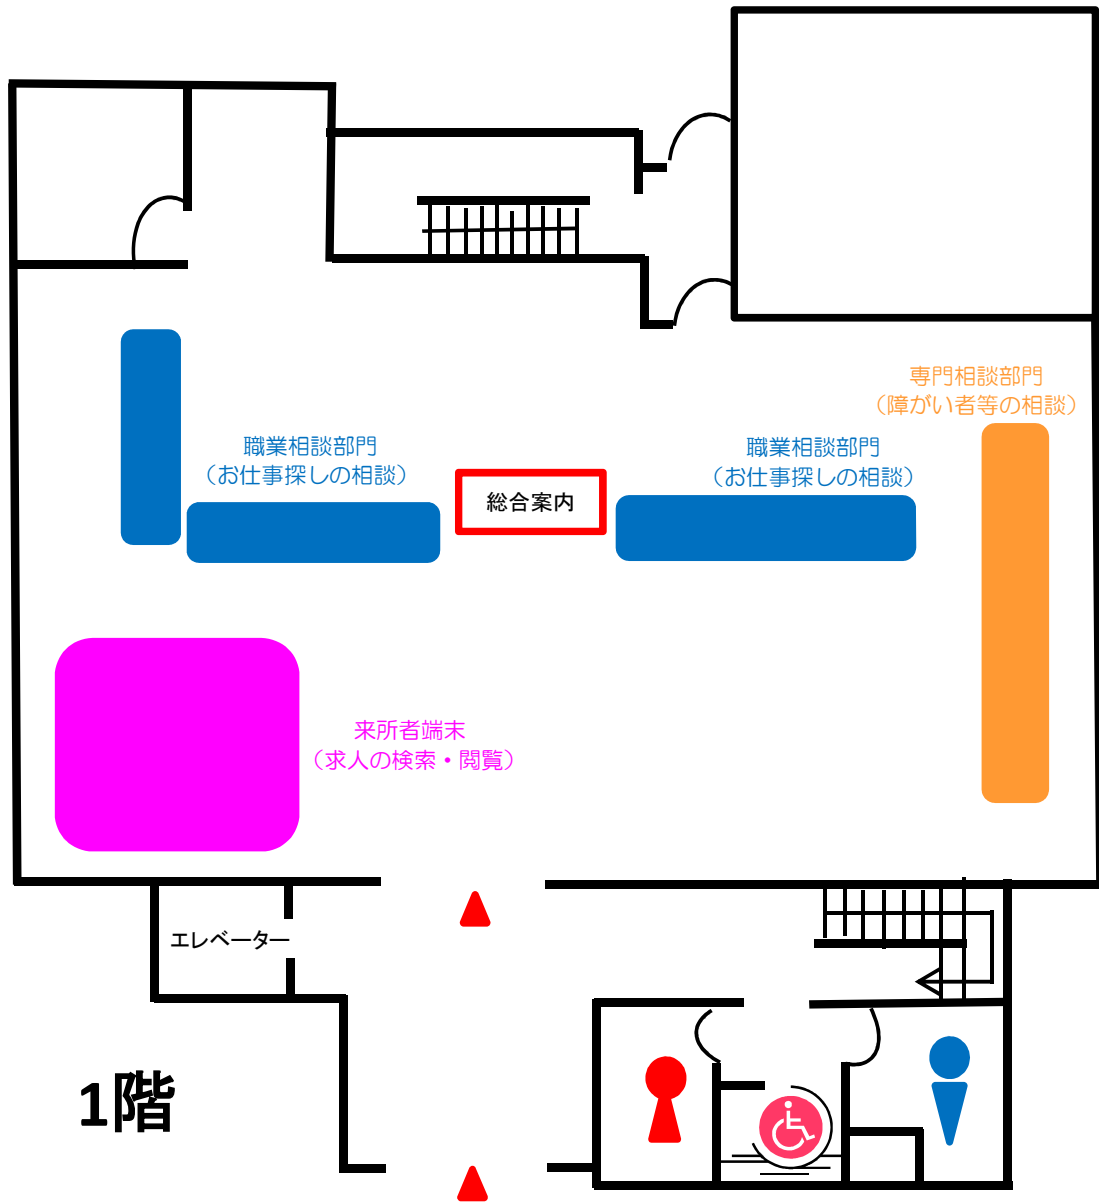 専門相談部門
（障がい者等の相談）
職業相談部門
（お仕事探しの相談）
総合案内
職業相談部門
（お仕事探しの相談）
来所者端末
（求人の検索・閲覧）
エレベーター
1階